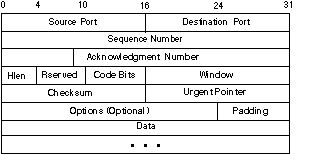 0 4 10 16 24 31
Source Port Destination Port
Sequence Number
Acknowledgment Number
Hlen Rserved Code Bits Window
Checksum Urgent Pointer
Options (Optional) Padding
Data
• • •